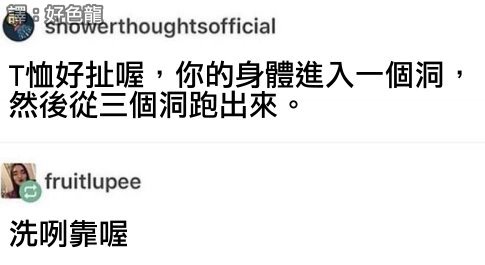 譯：好色龍
showerthoughtsofficial
T恤好扯喔，你的身體進入一個洞，
然後從三個洞跑出來。
fruitlupee
洗咧靠喔